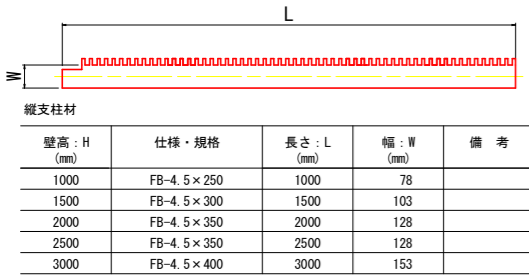 L
W
縦支柱材
壁高:H 仕様・規格 長さ:L 幅:W 備 考
(mm) (mm) (mm)
1000 FB-4.5×250 1000 78
1500 FB-4.5×300 1500 103
2000 FB-4.5×350 2000 128
2500 FB-4.5×350 2500 128
3000 FB-4.5×400 3000 153